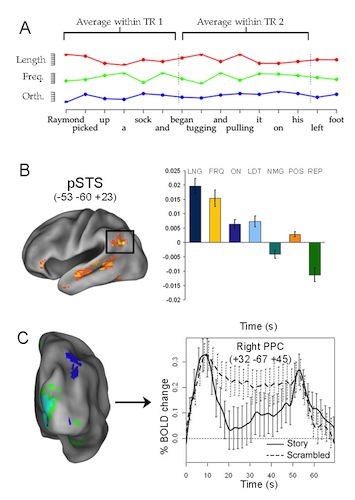 A
Average within TR 1 Average within TR 2
Length
Freq.
Orth.
Raymond up sock began and it his foot
picked a and tugging pulling on left
B
pSTS
(-53 -60 +23)
LNG FRQ ON LDT NMG POS REP
0.025
0.02
0.015
0.01
0.005
0
-0.005
-0.01
-0.015
-0.02
Time (s)
C
Time (s)
Right PPC
(+32 -67 +45)
% BOLD change
0.3
0.2
0.1
0.0
Story
Scrambled
0 10 20 30 40 50 60
Time (s)